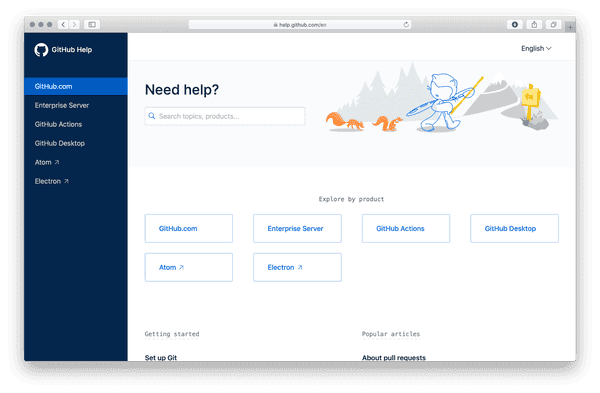 help.github.com/en
GitHub Help
English
GitHub.com
Enterprise Server
GitHub Actions
GitHub Desktop
Atom ↗
Electron ↗
Need help?
Search topics, products...
Explore by product
GitHub.com
Enterprise Server
GitHub Actions
GitHub Desktop
Atom ↗
Electron ↗
Getting started
Popular articles
Set up Git
About pull requests